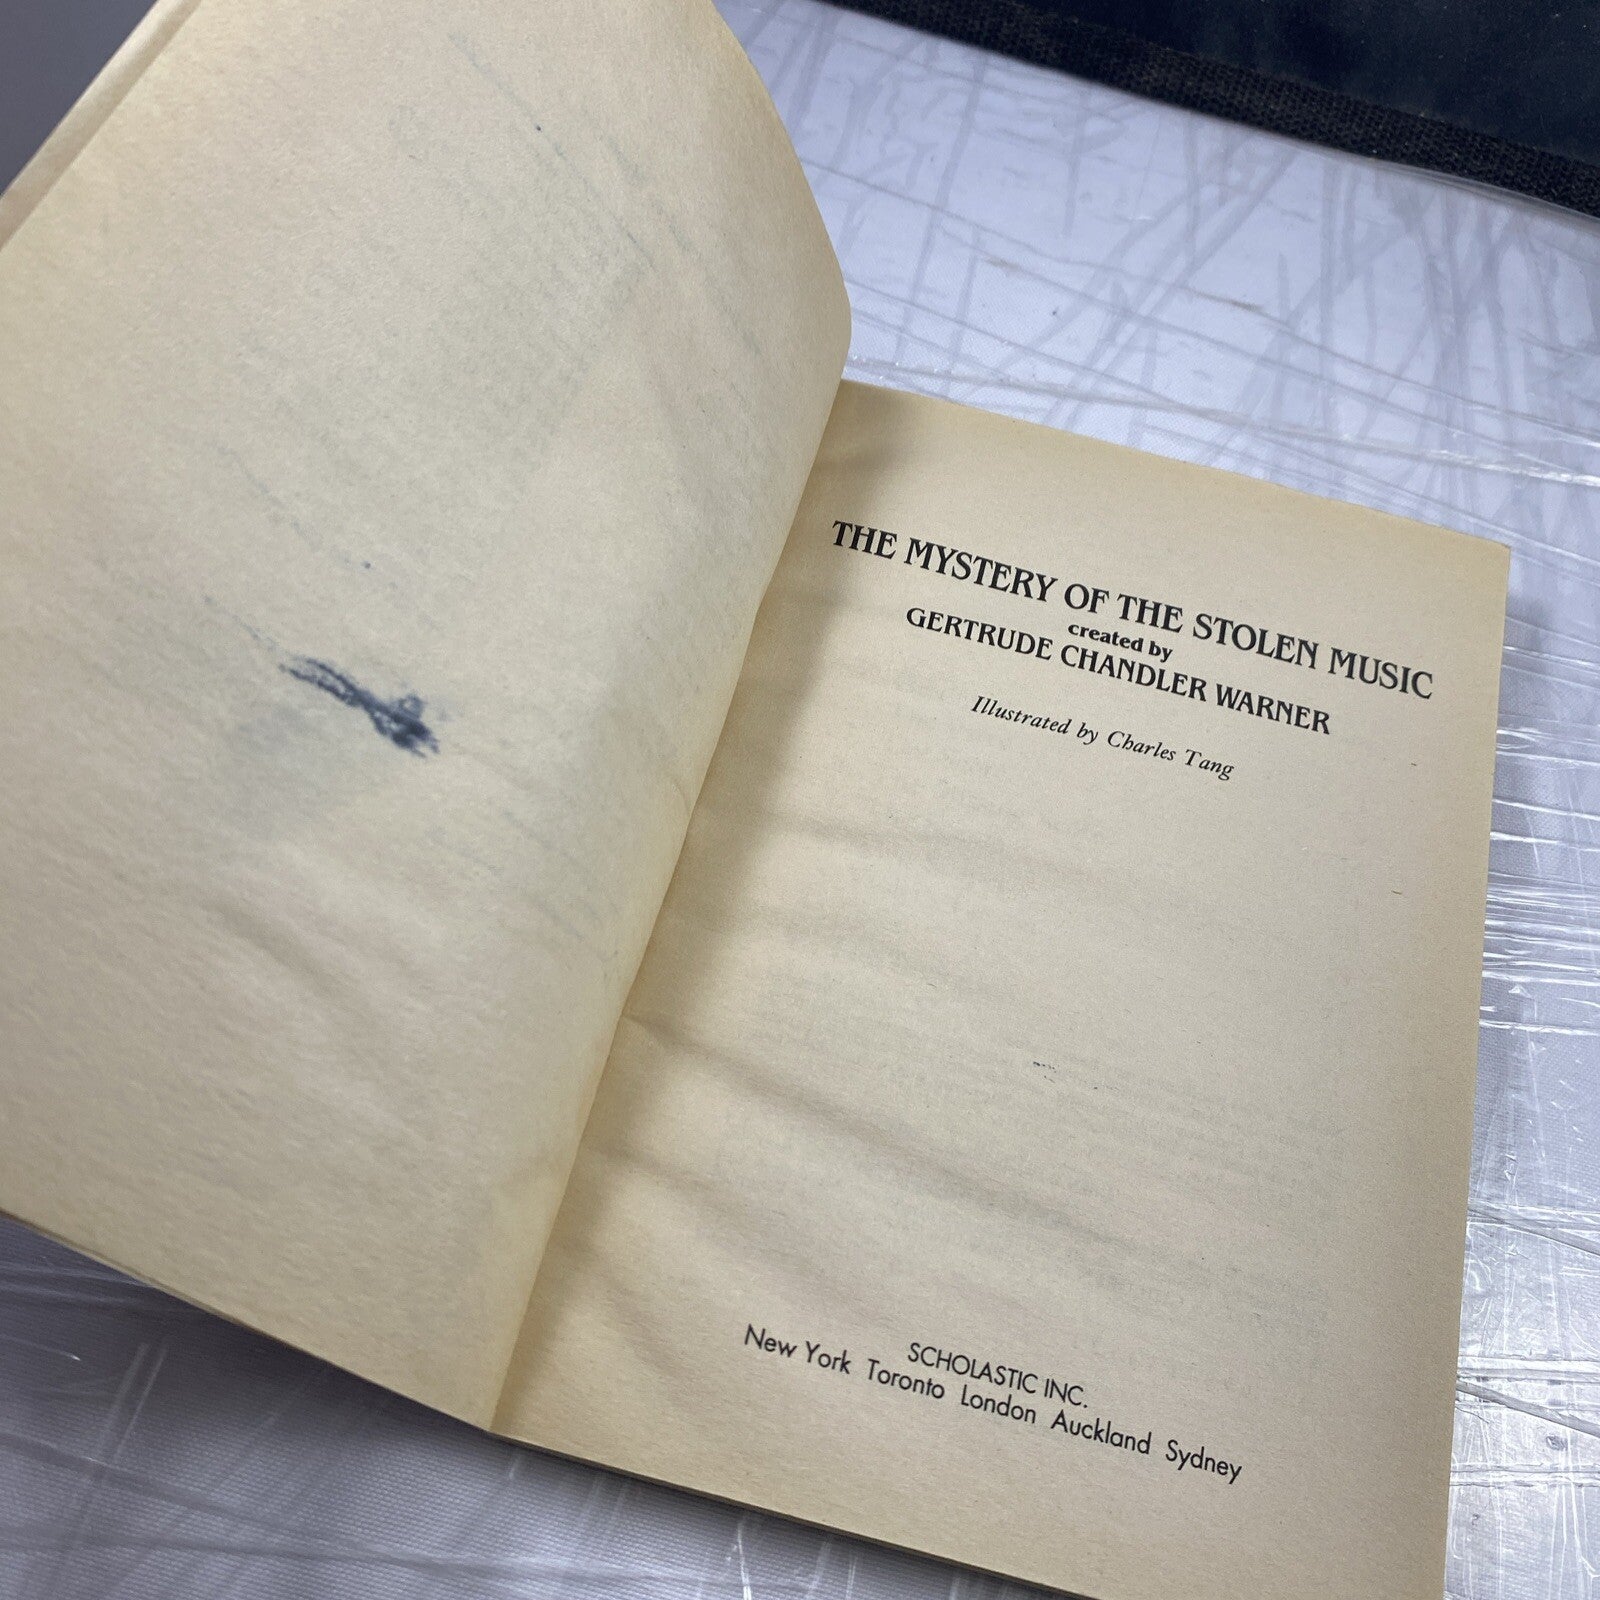 THE MYSTERY OF THE STOLEN MUSIC
created by
GERTRUDE CHANDLER WARNER
Illustrated by Charles Tang
SCHOLASTIC INC.
New York Toronto London Auckland Sydney